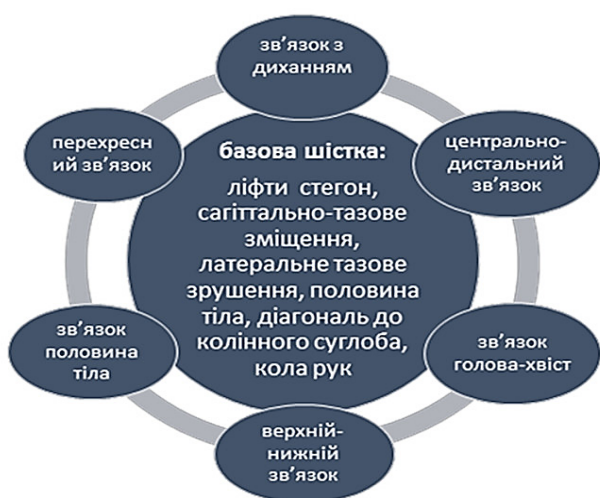 зв’язок з
диханням
центрально-
дистальний
зв’язок
зв’язок
голова-хвіст
верхній-
нижній
зв’язок
зв’язок
половина
тіла
перехресн
ий зв’язок
базова шістка:
ліфти стегон,
сагіттально-тазове
зміщення,
латеральне тазове
зрушення, половина
тіла, діагональ до
колінного суглоба,
кола рук